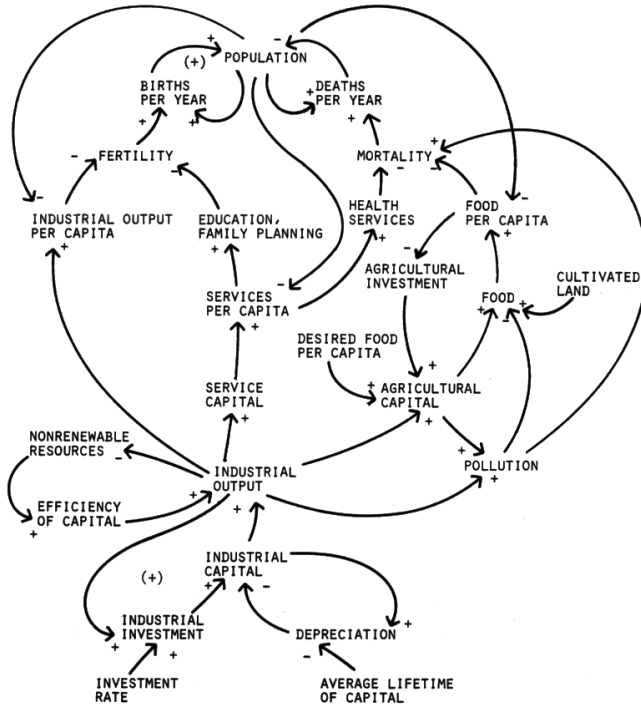 POPULATION
(+)
BIRTHS
PER YEAR
DEATHS
PER YEAR
FERTILITY
MORTALITY
INDUSTRIAL OUTPUT
PER CAPITA
EDUCATION,
FAMILY PLANNING
HEALTH
SERVICES
FOOD
PER CAPITA
AGRICULTURAL
INVESTMENT
CULTIVATED
LAND
SERVICES
PER CAPITA
FOOD
DESIRED FOOD
PER CAPITA
SERVICE
CAPITAL
AGRICULTURAL
CAPITAL
NONRENEWABLE
RESOURCES
INDUSTRIAL
OUTPUT
POLLUTION
EFFICIENCY
OF CAPITAL
INDUSTRIAL
CAPITAL
(+)
INDUSTRIAL
INVESTMENT
DEPRECIATION
INVESTMENT
RATE
AVERAGE LIFETIME
OF CAPITAL